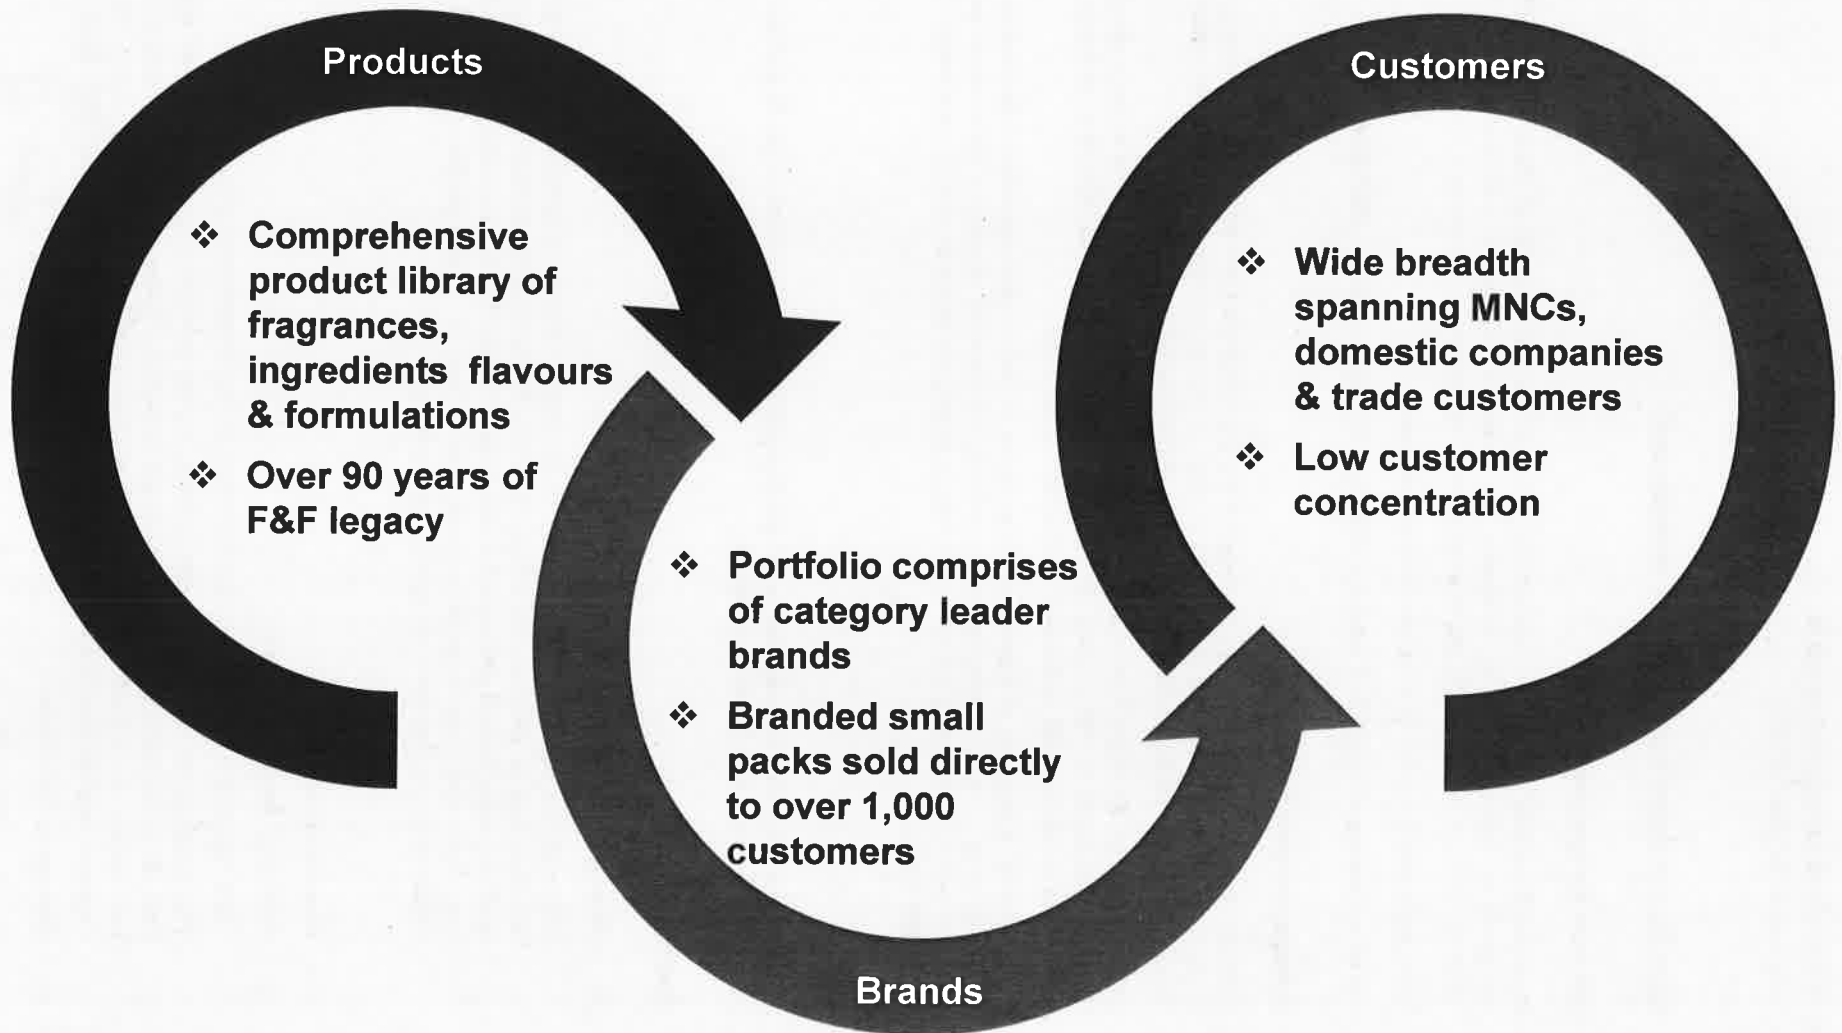 Products
❖ Comprehensive
product library of
fragrances,
ingredients flavours
& formulations
❖ Over 90 years of
F&F legacy
❖ Portfolio comprises
of category leader
brands
❖ Branded small
packs sold directly
to over 1,000
customers
Brands
Customers
❖ Wide breadth
spanning MNCs,
domestic companies
& trade customers
❖ Low customer
concentration